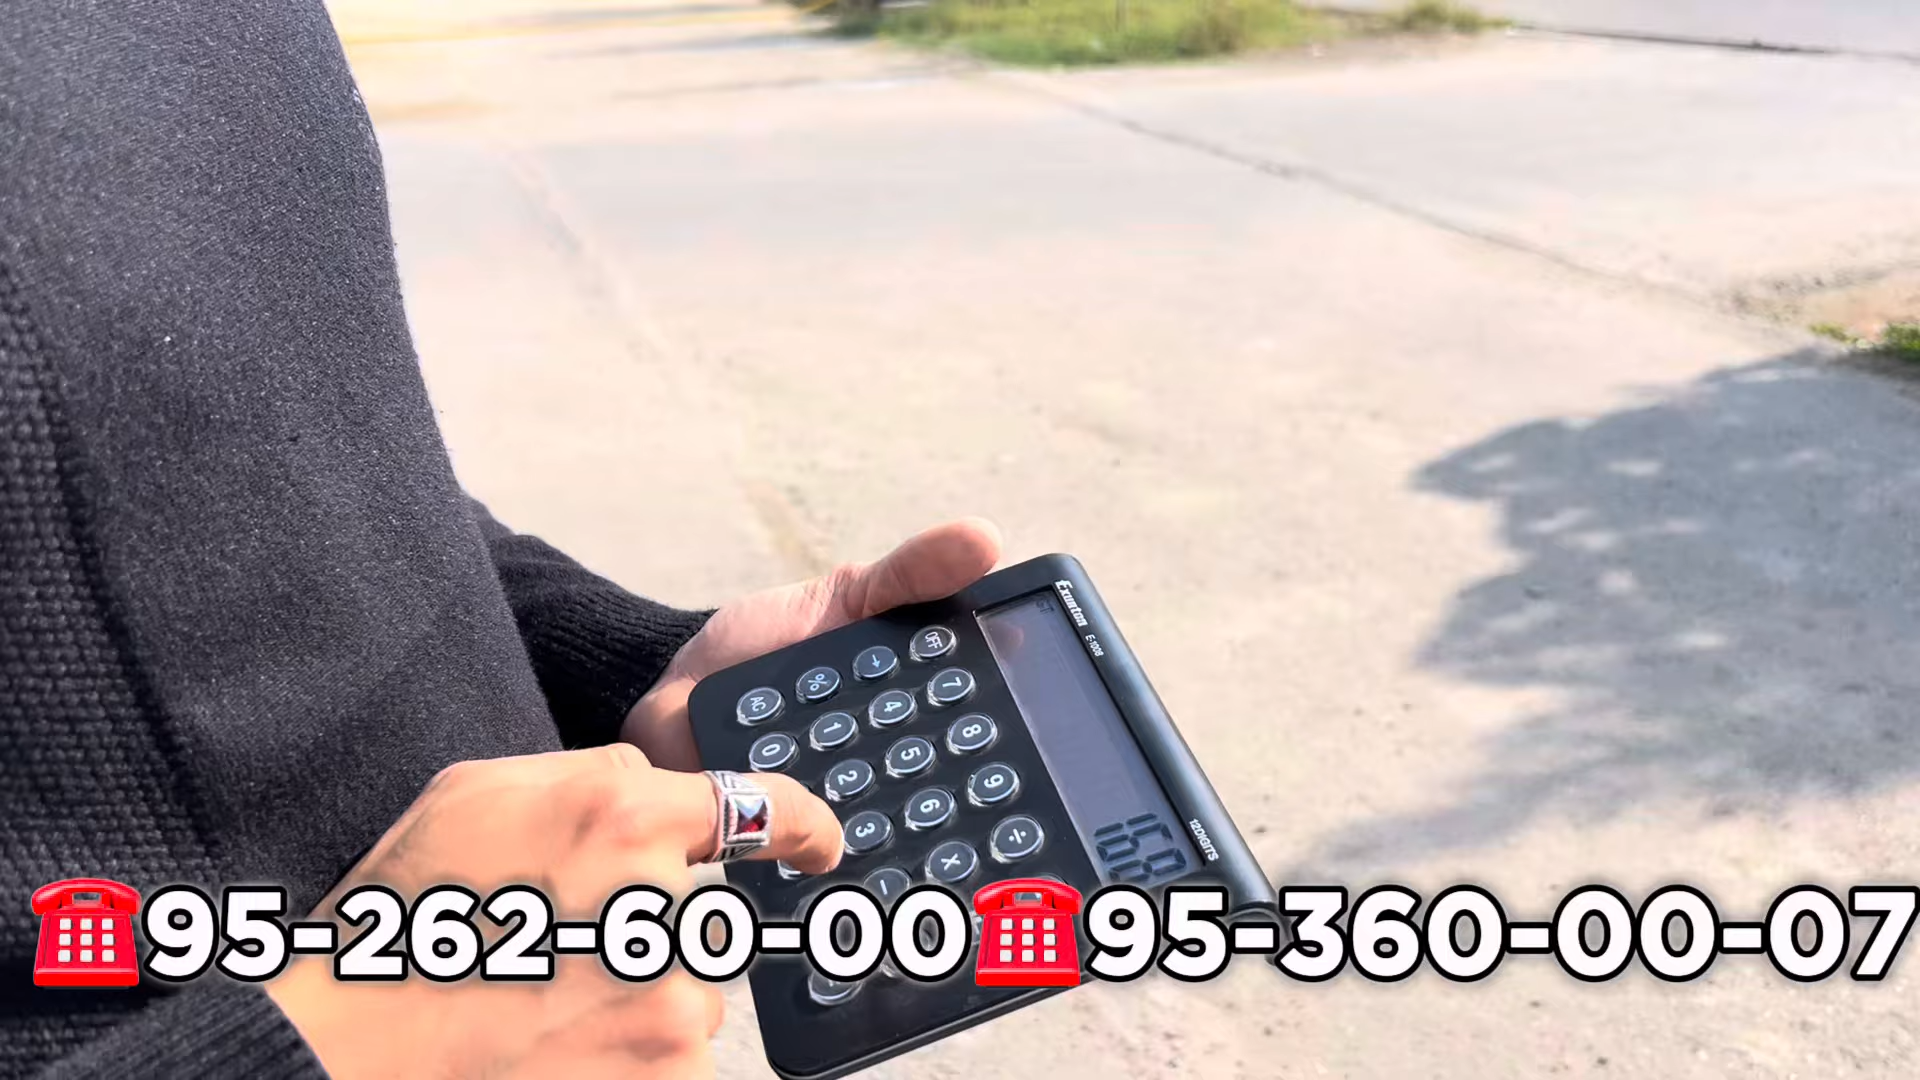 Exunton E-1008 12DIGITS
OFF 7 8 9 ÷
→ 4 5 6 X
% 1 2 3 -
AC 0
☎️95-262-60-00☎️95-360-00-07